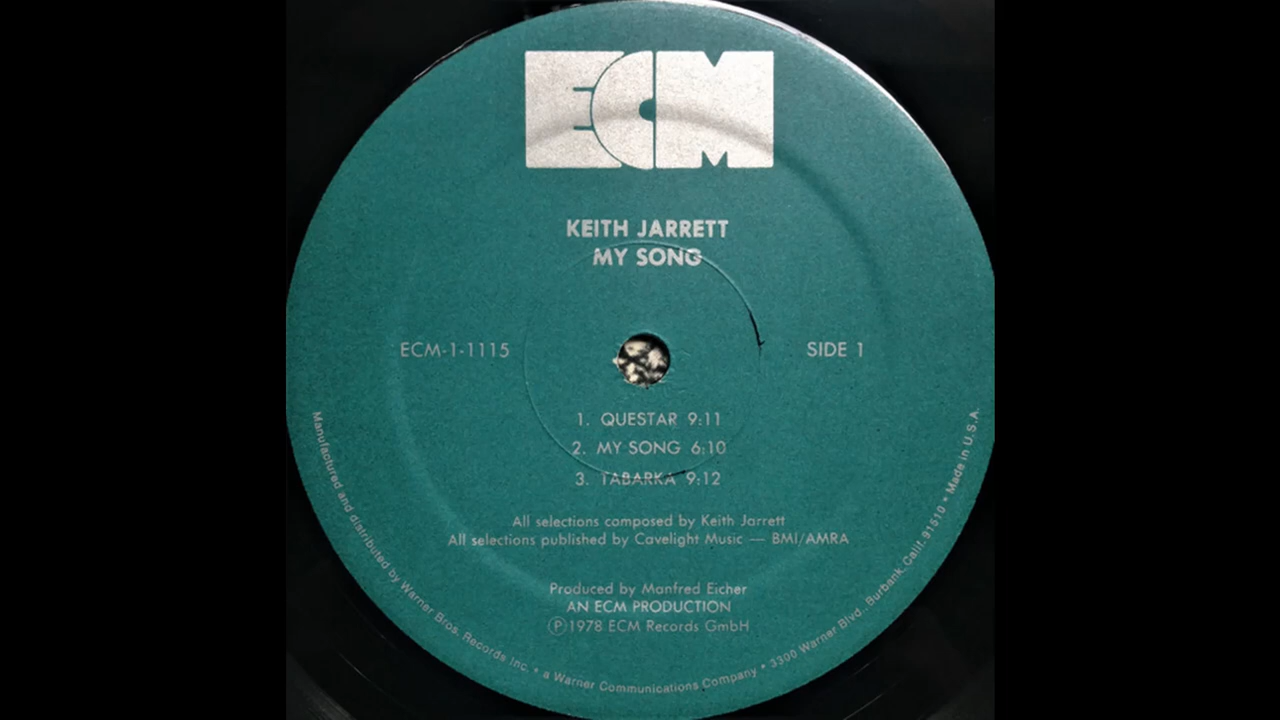 ECM
KEITH JARRETT
MY SONG
ECM-1-1115
SIDE 1
1. QUESTAR 9:11
2. MY SONG 6:10
3. TABARKA 9:12
All selections composed by Keith Jarrett
All selections published by Cavelight Music — BMI/AMRA
Produced by Manfred Eicher
AN ECM PRODUCTION
Ⓟ1978 ECM Records GmbH
Manufactured and distributed by Warner Bros. Records Inc. • a Warner Communications Company • 3300 Warner Blvd., Burbank, Calif. 91510 • Made in U.S.A.